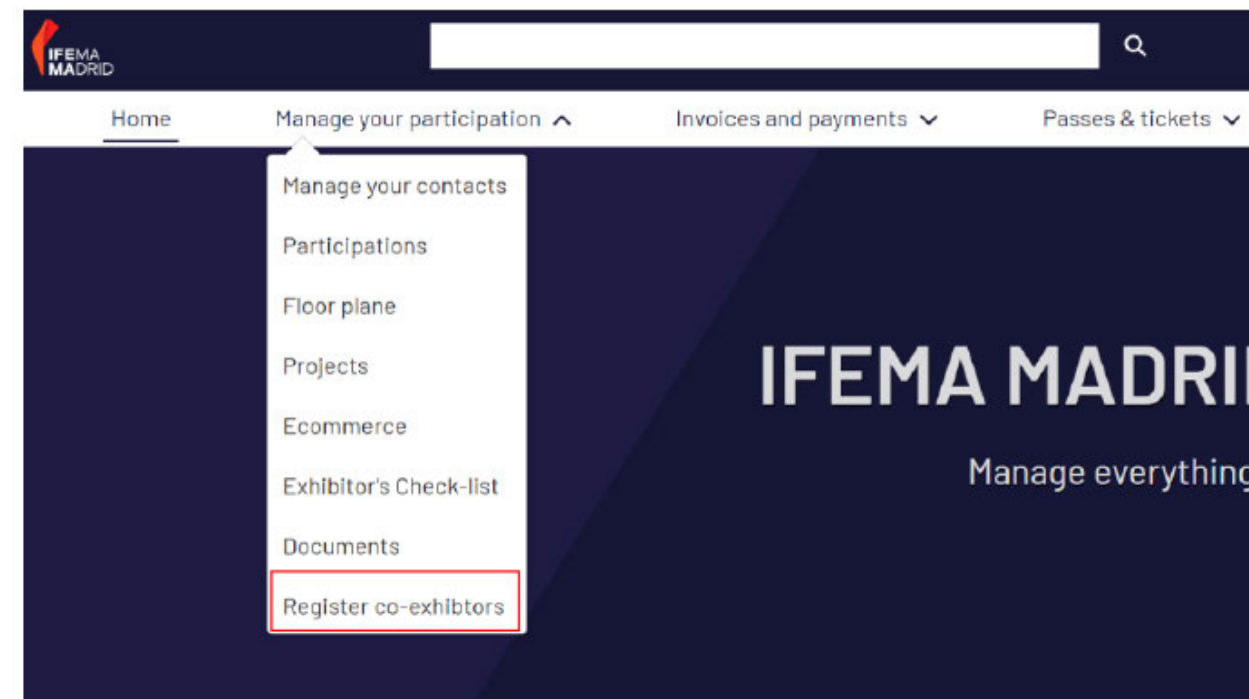 IFEMA
MADRID
Home Manage your participation Invoices and payments Passes & tickets
Manage your contacts
Participations
Floor plane
Projects
Ecommerce
Exhibitor's Check-list
Documents
Register co-exhibtors
IFEMA MADRI
Manage everything